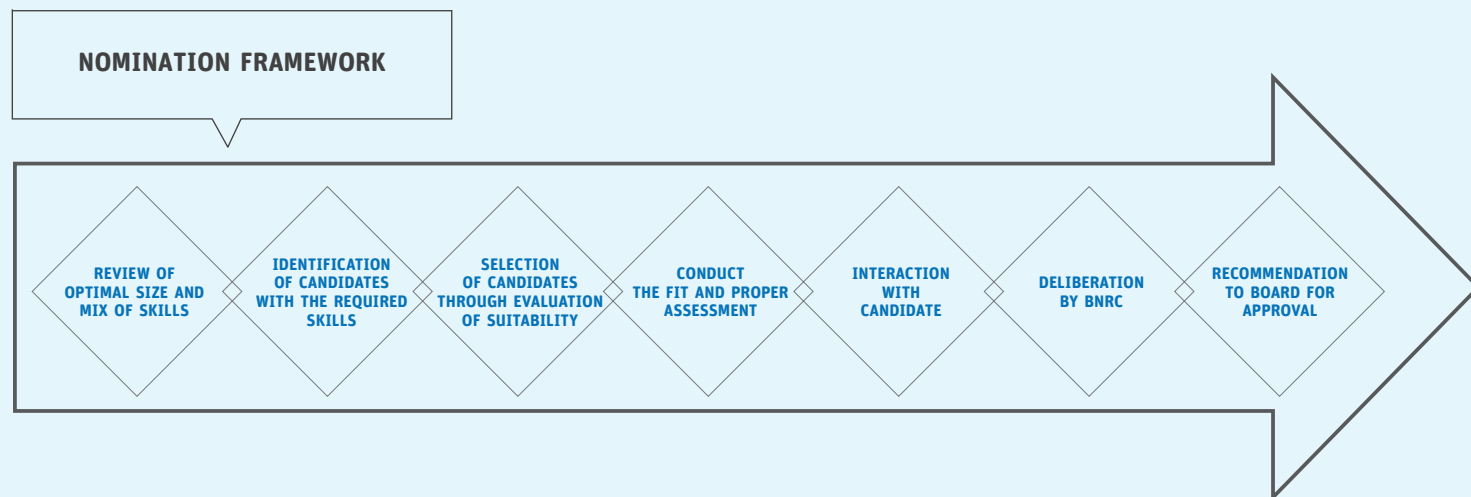 NOMINATION FRAMEWORK
REVIEW OF
OPTIMAL SIZE AND
MIX OF SKILLS
IDENTIFICATION
OF CANDIDATES
WITH THE REQUIRED
SKILLS
SELECTION
OF CANDIDATES
THROUGH EVALUATION
OF SUITABILITY
CONDUCT
THE FIT AND PROPER
ASSESSMENT
INTERACTION
WITH
CANDIDATE
DELIBERATION
BY BNRC
RECOMMENDATION
TO BOARD FOR
APPROVAL